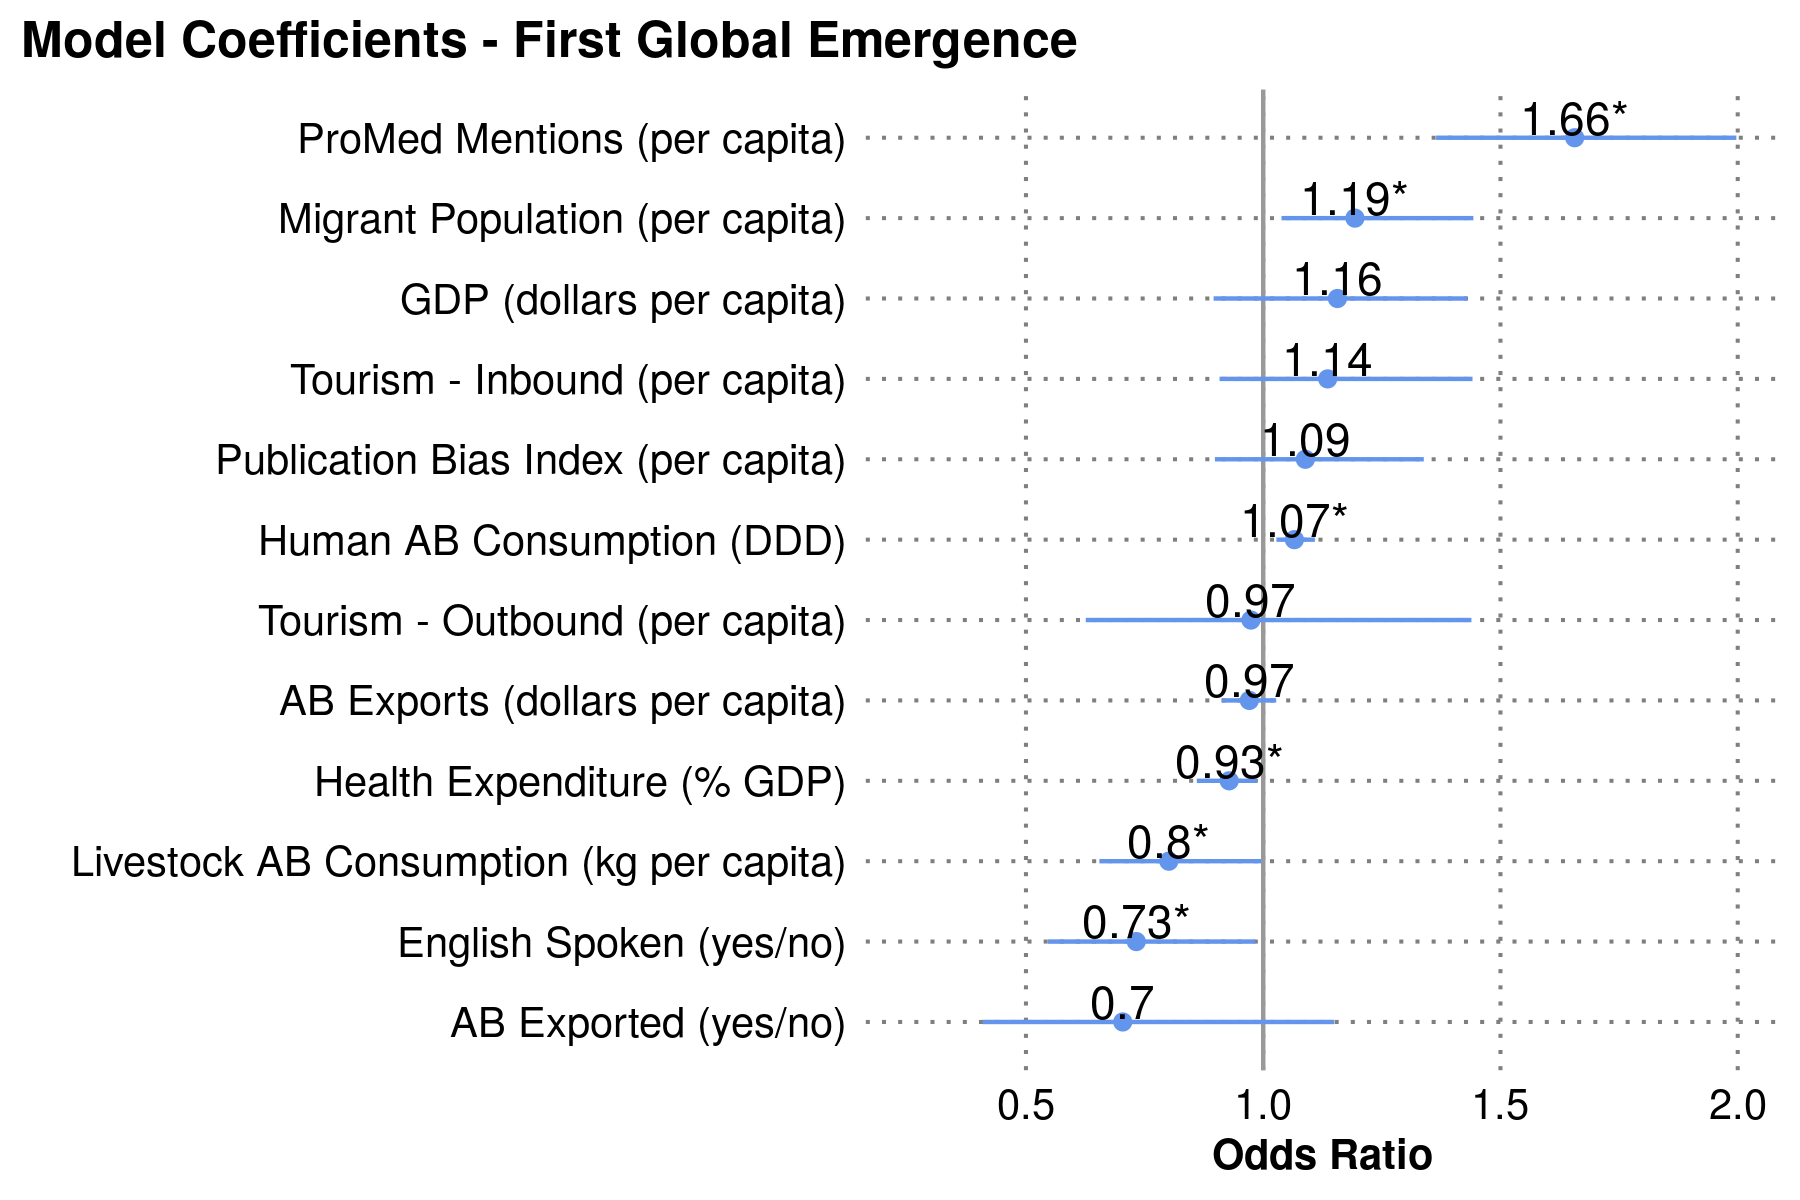 Model Coefficients - First Global Emergence
ProMed Mentions (per capita) 1.66*
Migrant Population (per capita) 1.19*
GDP (dollars per capita) 1.16
Tourism - Inbound (per capita) 1.14
Publication Bias Index (per capita) 1.09
Human AB Consumption (DDD) 1.07*
Tourism - Outbound (per capita) 0.97
AB Exports (dollars per capita) 0.97
Health Expenditure (% GDP) 0.93*
Livestock AB Consumption (kg per capita) 0.8*
English Spoken (yes/no) 0.73*
AB Exported (yes/no) 0.7
0.5 1.0 1.5 2.0
Odds Ratio